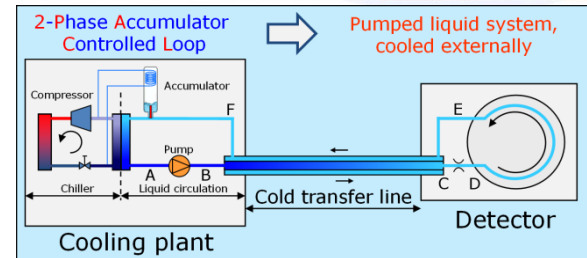 2-Phase Accumulator
Controlled Loop
Pumped liquid system,
cooled externally
Accumulator
Compressor
F
E
Pump
A
B
C
D
Chiller
Liquid circulation
Cold transfer line
Cooling plant
Detector